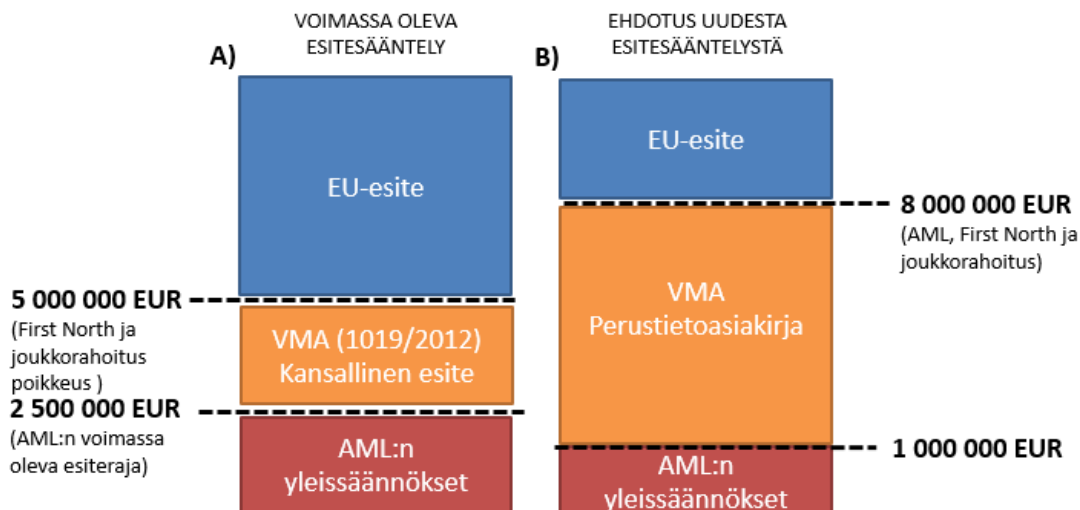 VOIMASSA OLEVA
ESITESÄÄNTELY
A)
EU-esite
5 000 000 EUR
(First North ja
joukkorahoitus
poikkeus )
VMA (1019/2012)
Kansallinen esite
2 500 000 EUR
(AML:n voimassa
oleva esiteraja)
AML:n
yleissäännökset
EHDOTUS UUDESTA
ESITESÄÄNTELYSTÄ
B)
EU-esite
8 000 000 EUR
(AML, First North ja
joukkorahoitus)
VMA
Perustietoasiakirja
1 000 000 EUR
AML:n
yleissäännökset